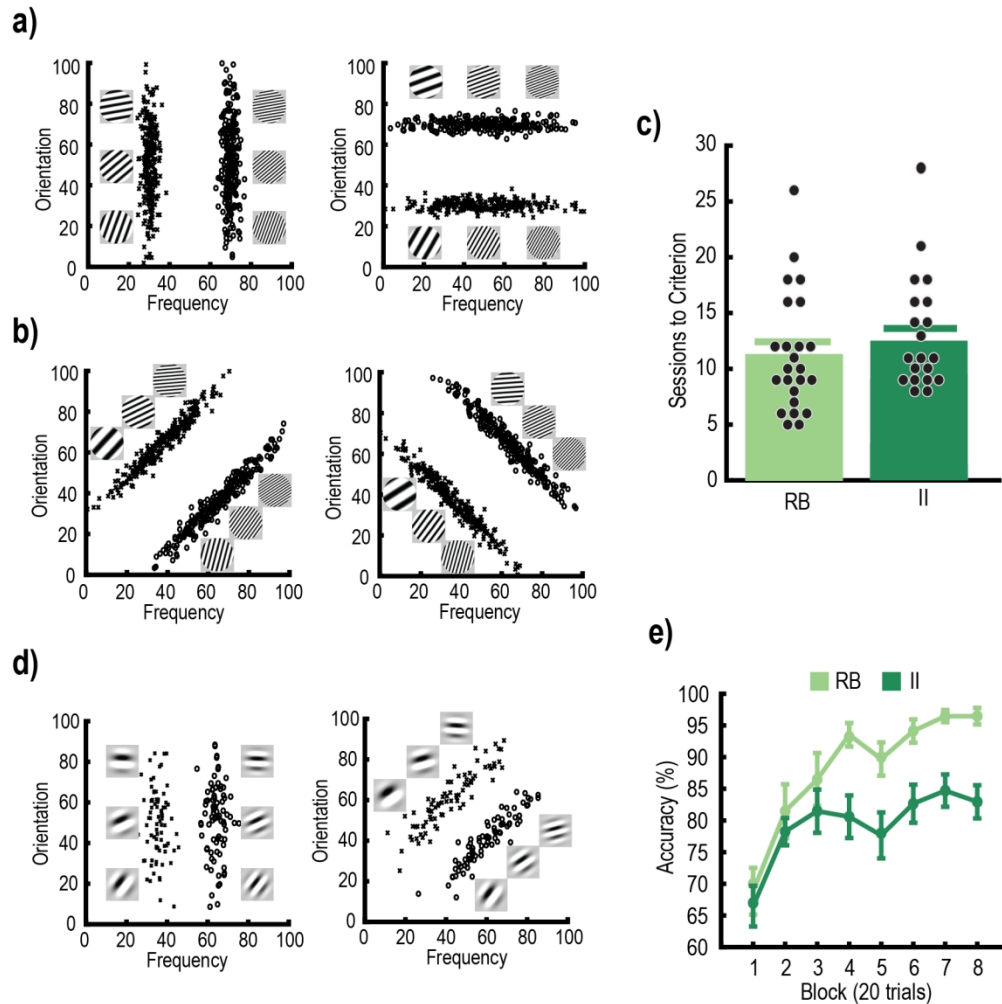 a)
100
80
60
40
20
0
Orientation
0 20 40 60 80 100
Frequency
100
80
60
40
20
0
Orientation
0 20 40 60 80 100
Frequency
b)
100
80
60
40
20
0
Orientation
0 20 40 60 80 100
Frequency
100
80
60
40
20
0
Orientation
0 20 40 60 80 100
Frequency
c)
30
25
20
15
10
5
0
Sessions to Criterion
RB II
d)
100
80
60
40
20
0
Orientation
0 20 40 60 80 100
Frequency
100
80
60
40
20
0
Orientation
0 20 40 60 80 100
Frequency
e)
RB II
100
95
90
85
80
75
70
65
60
Accuracy (%)
1 2 3 4 5 6 7 8
Block (20 trials)